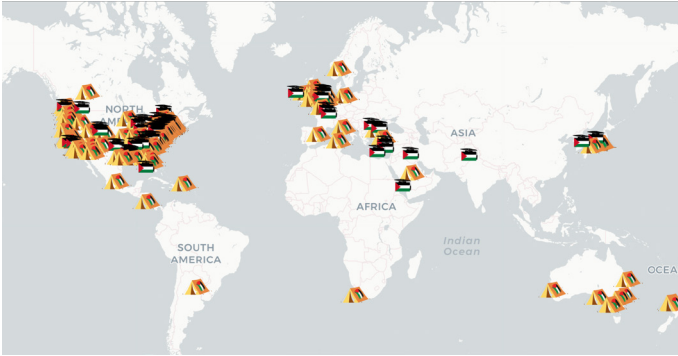 NORTH
AM
ASIA
AFRICA
Indian
Ocean
SOUTH
AMERICA
OCEA